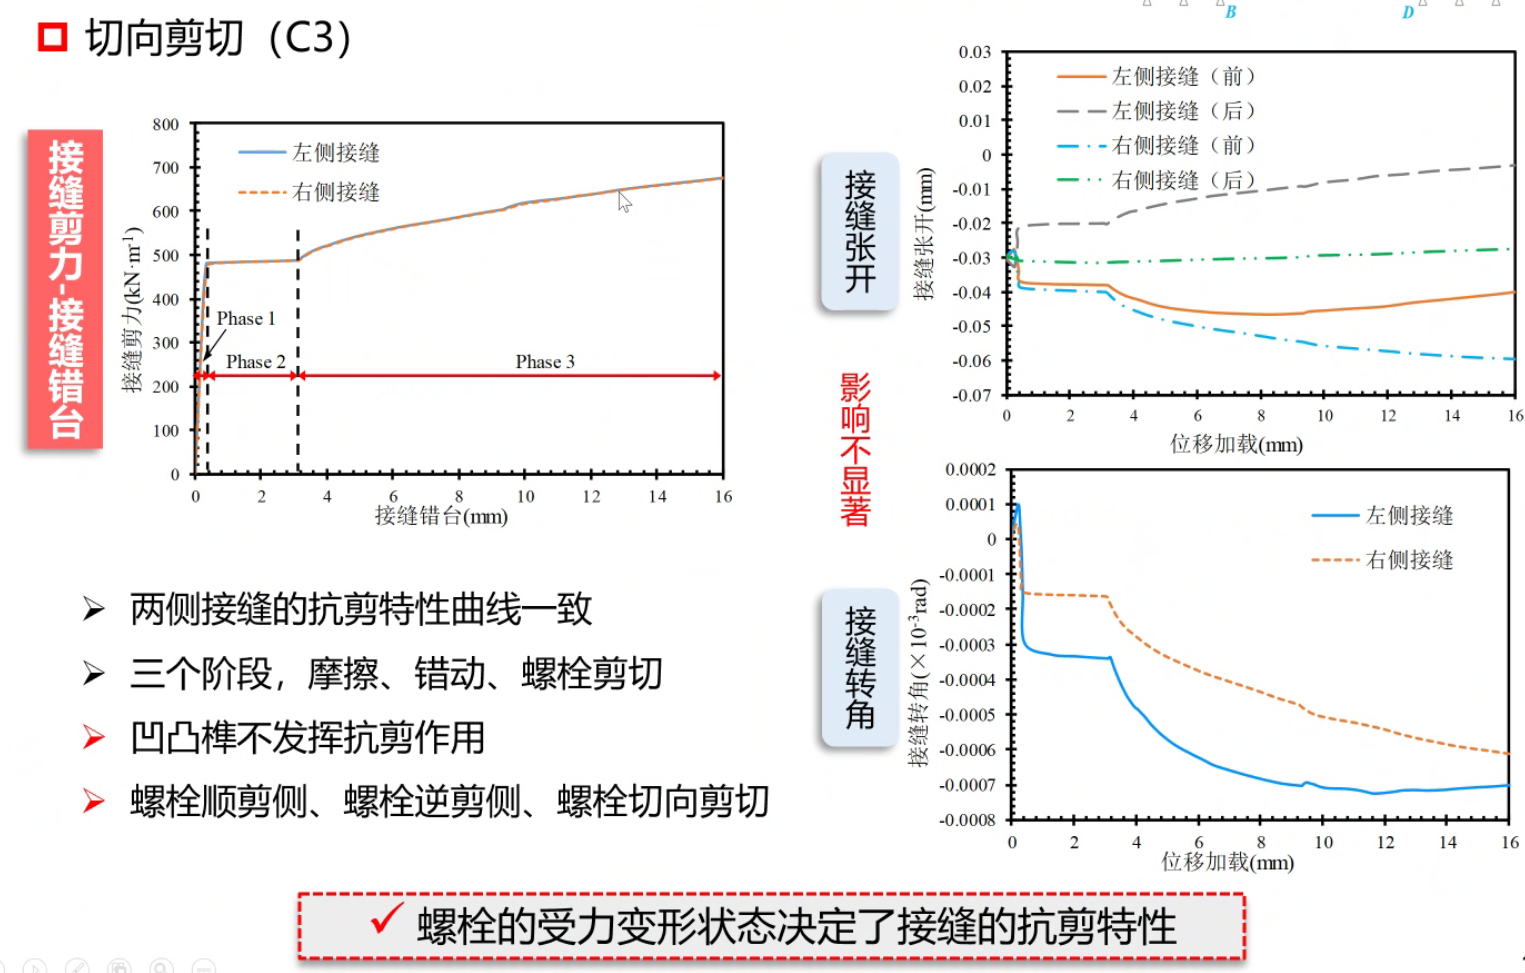 切向剪切（C3）
B
D
接缝剪力-接缝错台
800
700
600
500
400
300
200
100
0
接缝剪力(kN·m⁻¹)
左侧接缝
右侧接缝
Phase 1
Phase 2
Phase 3
0 2 4 6 8 10 12 14 16
接缝错台(mm)
两侧接缝的抗剪特性曲线一致
三个阶段，摩擦、错动、螺栓剪切
凹凸榫不发挥抗剪作用
螺栓顺剪侧、螺栓逆剪侧、螺栓切向剪切
接缝张开
影响不显著
接缝转角
0.03
0.02
0.01
0
-0.01
-0.02
-0.03
-0.04
-0.05
-0.06
-0.07
接缝张开(mm)
左侧接缝（前）
左侧接缝（后）
右侧接缝（前）
右侧接缝（后）
0 2 4 6 8 10 12 14 16
位移加载(mm)
0.0002
0.0001
0
-0.0001
-0.0002
-0.0003
-0.0004
-0.0005
-0.0006
-0.0007
-0.0008
接缝转角(×10⁻³rad)
左侧接缝
右侧接缝
0 2 4 6 8 10 12 14 16
位移加载(mm)
螺栓的受力变形状态决定了接缝的抗剪特性